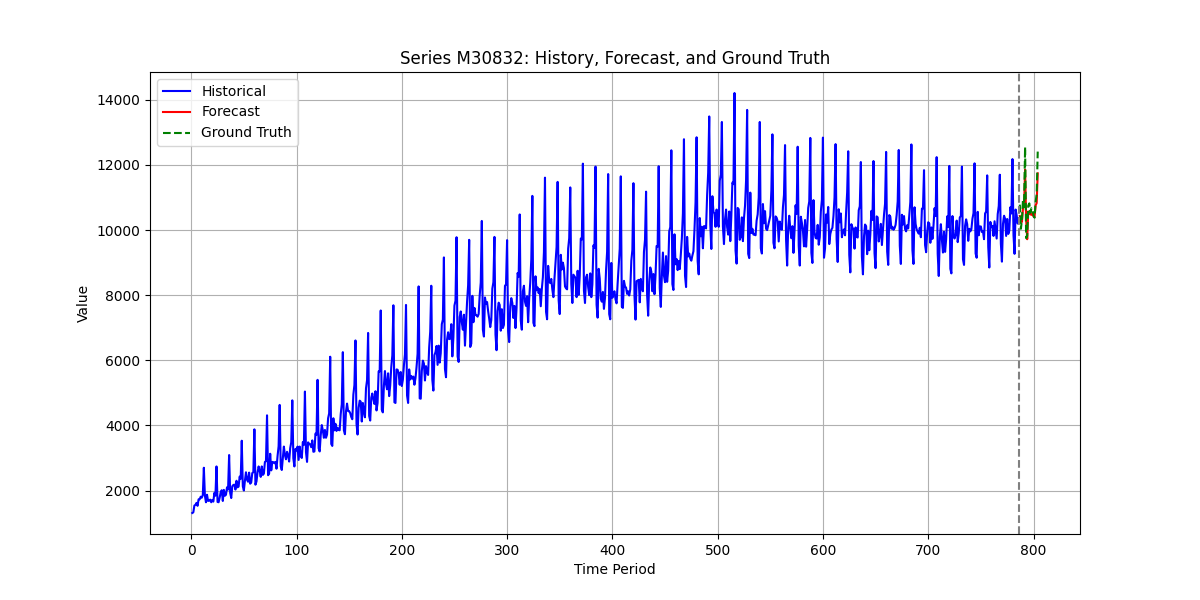 Series M30832: History, Forecast, and Ground Truth
Historical
Forecast
Ground Truth
14000
12000
10000
8000
6000
4000
2000
Value
0 100 200 300 400 500 600 700 800
Time Period